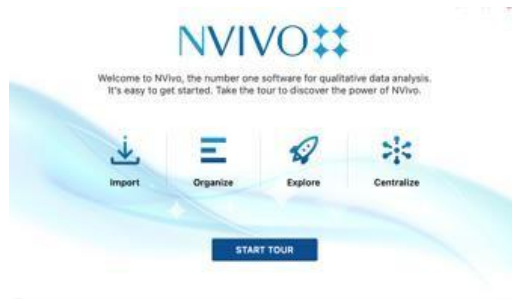 NVIVO
Welcome to NVivo, the number one software for qualitative data analysis.
It's easy to get started. Take the tour to discover the power of NVivo.
Import
Organize
Explore
Centralize
START TOUR